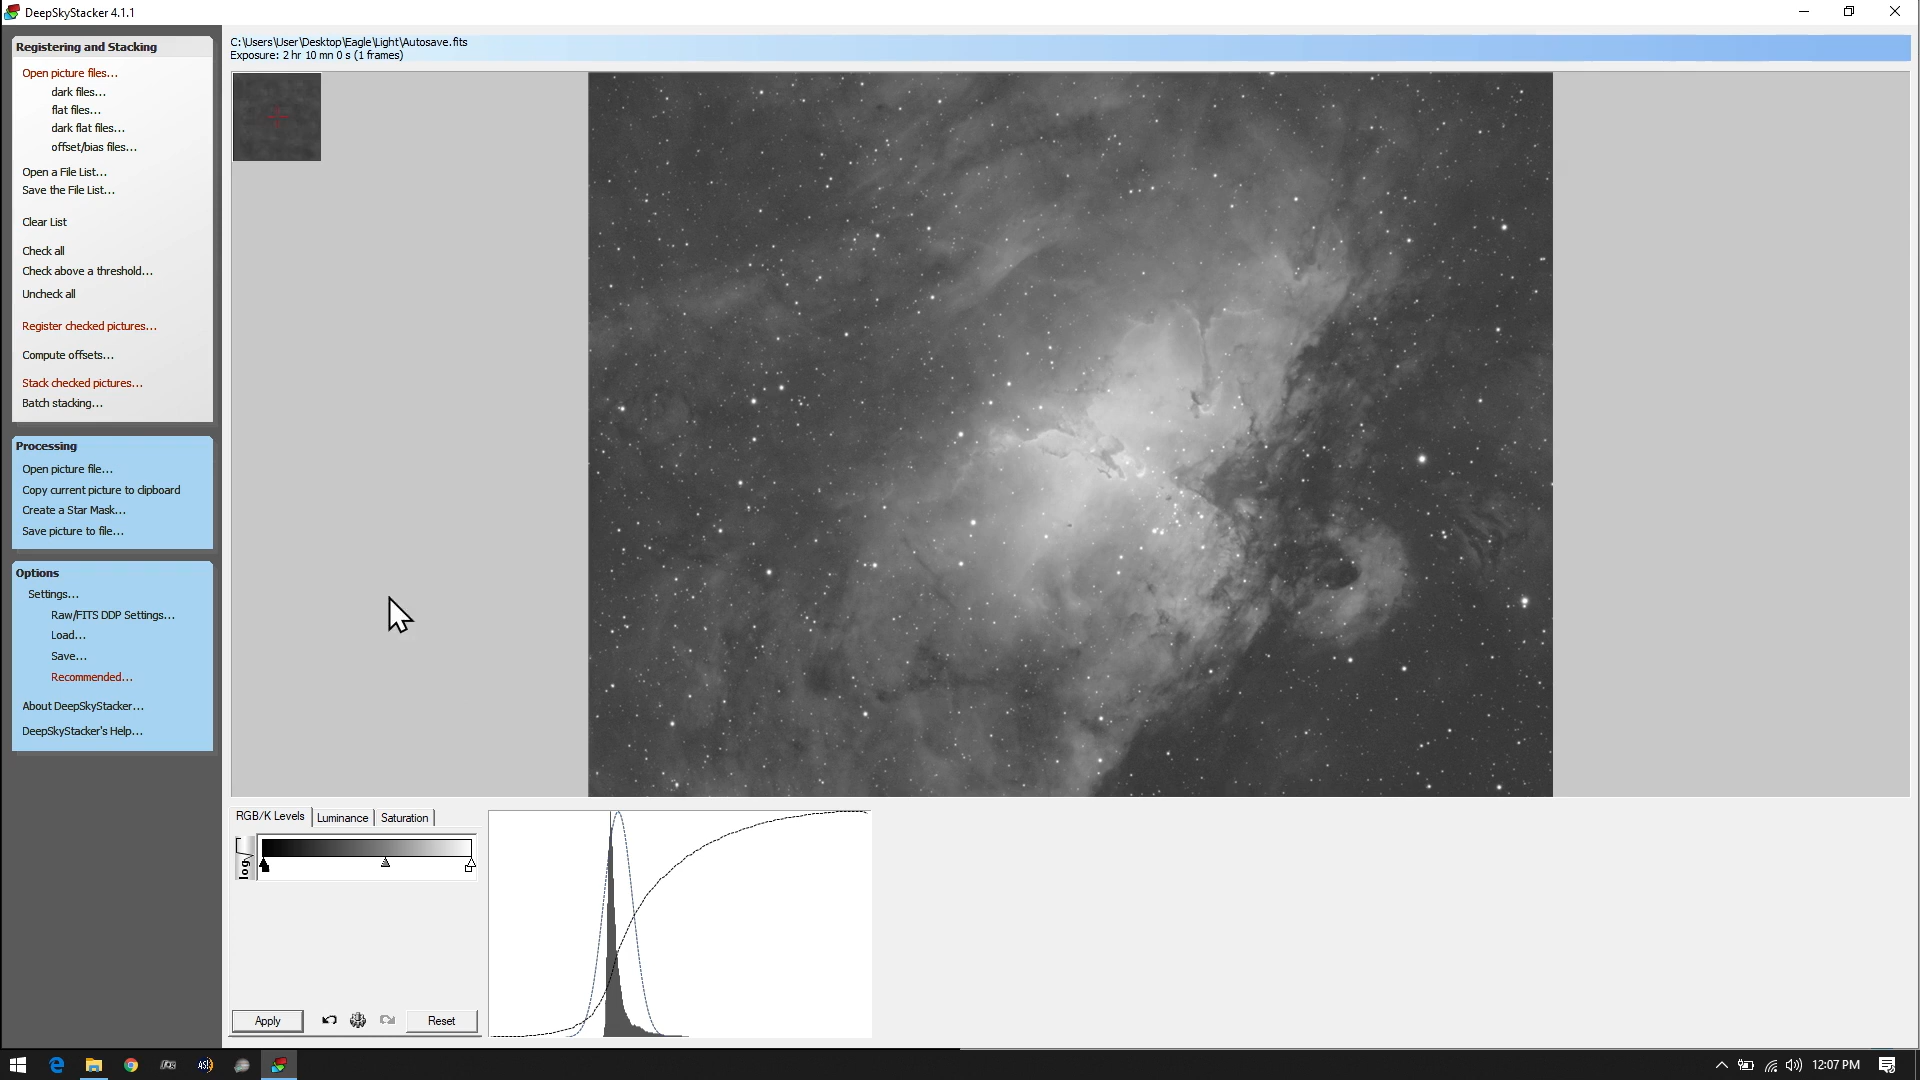 DeepSkyStacker 4.1.1
Registering and Stacking
Open picture files...
dark files...
flat files...
dark flat files...
offset/bias files...
Open a File List...
Save the File List...
Clear List
Check all
Check above a threshold...
Uncheck all
Register checked pictures...
Compute offsets...
Stack checked pictures...
Batch stacking...
Processing
Open picture file...
Copy current picture to clipboard
Create a Star Mask...
Save picture to file...
Options
Settings...
Raw/FITS DDP Settings...
Load...
Save...
Recommended...
About DeepSkyStacker...
DeepSkyStacker's Help...
C:\Users\User\Desktop\Eagle\Light\Autosave.fits
Exposure: 2 hr 10 mn 0 s (1 frames)
RGB/K Levels
Luminance
Saturation
log
Apply
Reset
12:07 PM